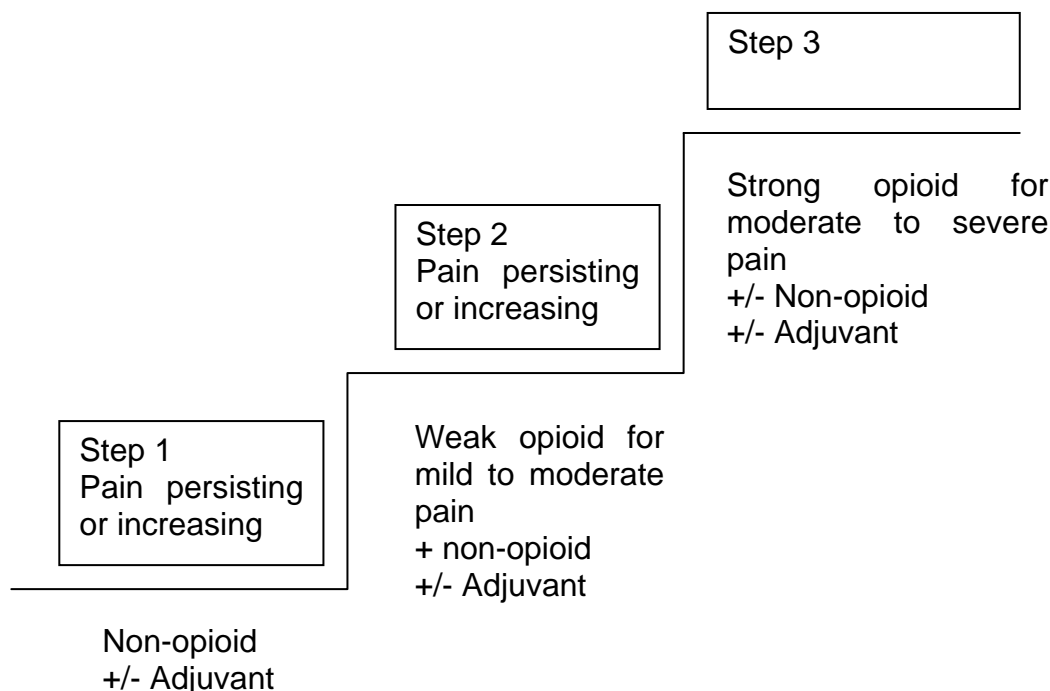 Step 3
Strong opioid for
moderate to severe
pain
+/- Non-opioid
+/- Adjuvant
Step 2
Pain persisting
or increasing
Weak opioid for
mild to moderate
pain
+ non-opioid
+/- Adjuvant
Step 1
Pain persisting
or increasing
Non-opioid
+/- Adjuvant